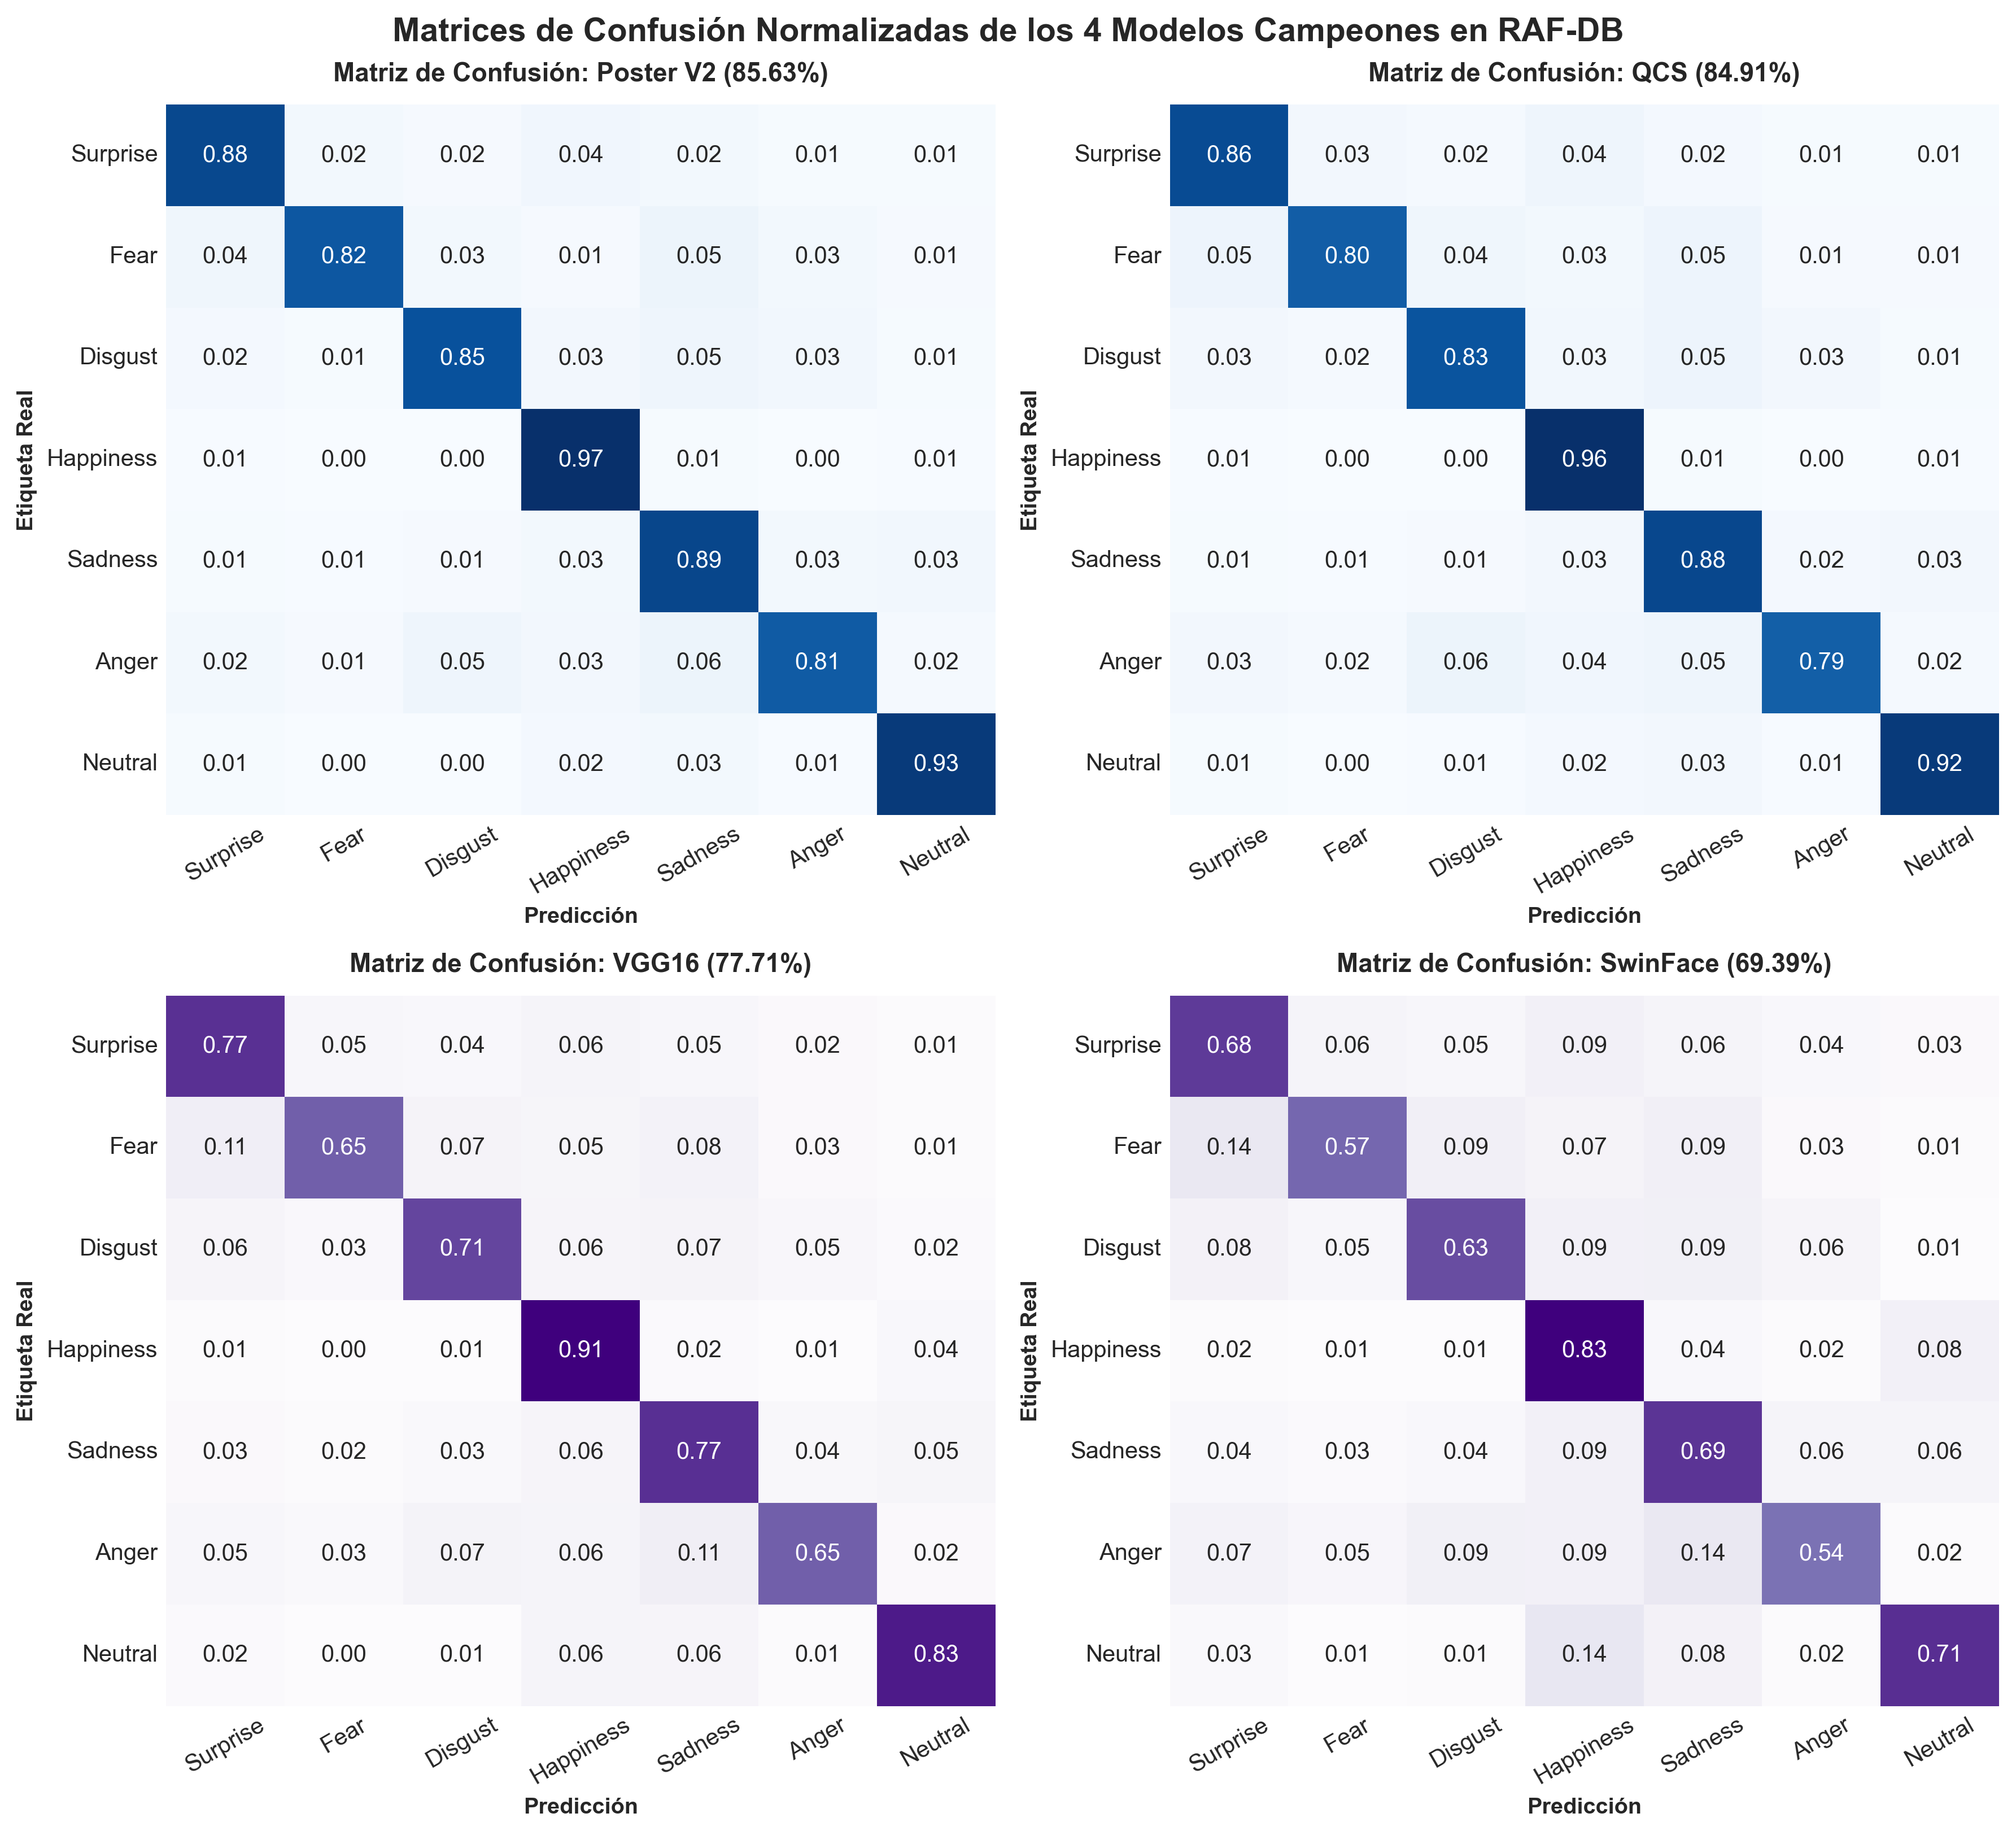 Matrices de Confusión Normalizadas de los 4 Modelos Campeones en RAF-DB
Matriz de Confusión: Poster V2 (85.63%)
Etiqueta Real
Surprise 0.88 0.02 0.02 0.04 0.02 0.01 0.01
Fear 0.04 0.82 0.03 0.01 0.05 0.03 0.01
Disgust 0.02 0.01 0.85 0.03 0.05 0.03 0.01
Happiness 0.01 0.00 0.00 0.97 0.01 0.00 0.01
Sadness 0.01 0.01 0.01 0.03 0.89 0.03 0.03
Anger 0.02 0.01 0.05 0.03 0.06 0.81 0.02
Neutral 0.01 0.00 0.00 0.02 0.03 0.01 0.93
Surprise Fear Disgust Happiness Sadness Anger Neutral
Predicción
Matriz de Confusión: QCS (84.91%)
Etiqueta Real
Surprise 0.86 0.03 0.02 0.04 0.02 0.01 0.01
Fear 0.05 0.80 0.04 0.03 0.05 0.01 0.01
Disgust 0.03 0.02 0.83 0.03 0.05 0.03 0.01
Happiness 0.01 0.00 0.00 0.96 0.01 0.00 0.01
Sadness 0.01 0.01 0.01 0.03 0.88 0.02 0.03
Anger 0.03 0.02 0.06 0.04 0.05 0.79 0.02
Neutral 0.01 0.00 0.01 0.02 0.03 0.01 0.92
Surprise Fear Disgust Happiness Sadness Anger Neutral
Predicción
Matriz de Confusión: VGG16 (77.71%)
Etiqueta Real
Surprise 0.77 0.05 0.04 0.06 0.05 0.02 0.01
Fear 0.11 0.65 0.07 0.05 0.08 0.03 0.01
Disgust 0.06 0.03 0.71 0.06 0.07 0.05 0.02
Happiness 0.01 0.00 0.01 0.91 0.02 0.01 0.04
Sadness 0.03 0.02 0.03 0.06 0.77 0.04 0.05
Anger 0.05 0.03 0.07 0.06 0.11 0.65 0.02
Neutral 0.02 0.00 0.01 0.06 0.06 0.01 0.83
Surprise Fear Disgust Happiness Sadness Anger Neutral
Predicción
Matriz de Confusión: SwinFace (69.39%)
Etiqueta Real
Surprise 0.68 0.06 0.05 0.09 0.06 0.04 0.03
Fear 0.14 0.57 0.09 0.07 0.09 0.03 0.01
Disgust 0.08 0.05 0.63 0.09 0.09 0.06 0.01
Happiness 0.02 0.01 0.01 0.83 0.04 0.02 0.08
Sadness 0.04 0.03 0.04 0.09 0.69 0.06 0.06
Anger 0.07 0.05 0.09 0.09 0.14 0.54 0.02
Neutral 0.03 0.01 0.01 0.14 0.08 0.02 0.71
Surprise Fear Disgust Happiness Sadness Anger Neutral
Predicción